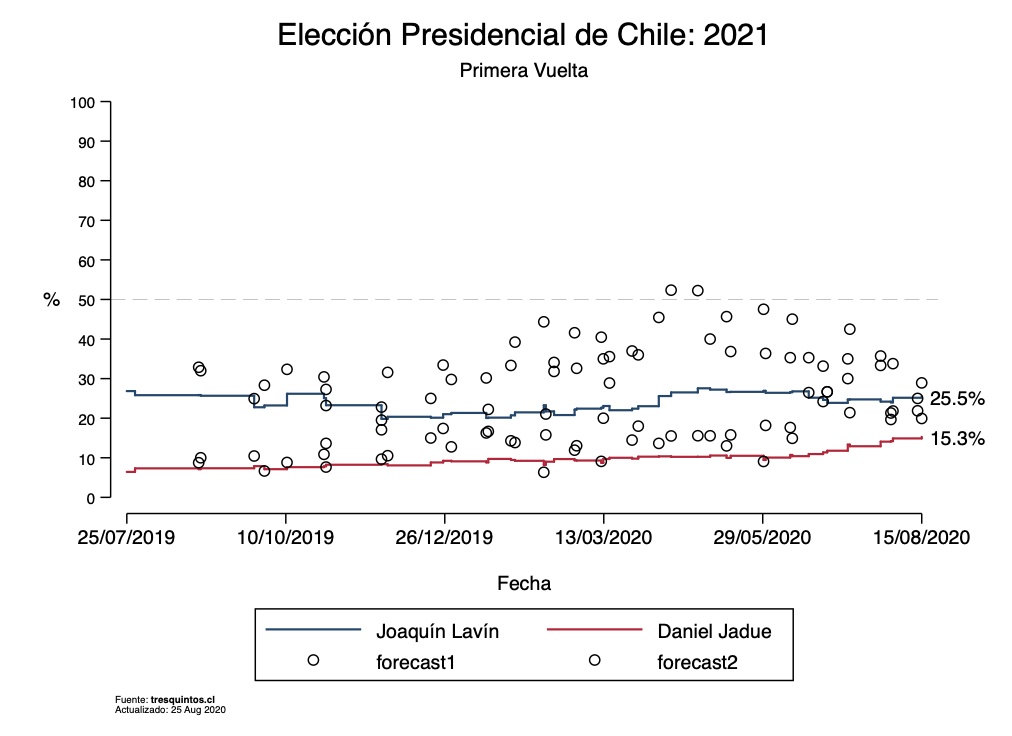 Elección Presidencial de Chile: 2021
Primera Vuelta
100
90
80
70
60
%
50
40
30
20
10
0
25.5%
15.3%
25/07/2019 10/10/2019 26/12/2019 13/03/2020 29/05/2020 15/08/2020
Fecha
Joaquín Lavín Daniel Jadue
forecast1 forecast2
Fuente: tresquintos.cl
Actualizado: 25 Aug 2020